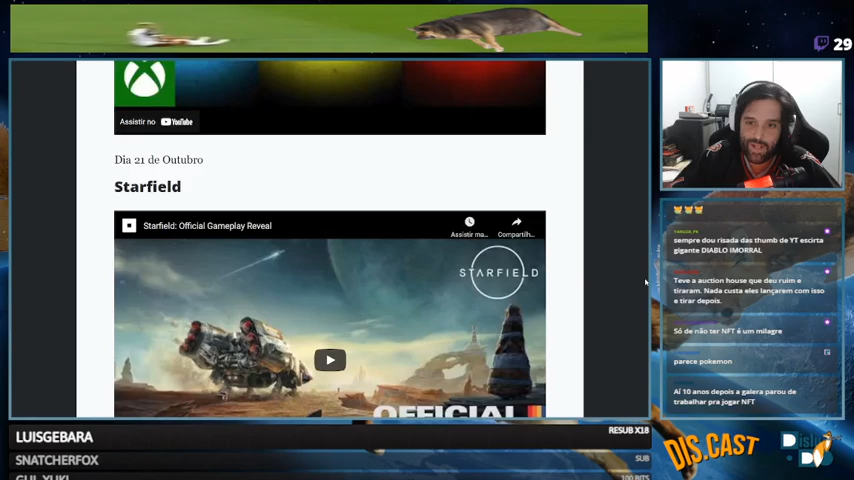 29
Assistir no YouTube
Dia 21 de Outubro
Starfield
Starfield: Official Gameplay Reveal
Assistir ma...
Compartilh...
STARFIELD
OFFICIAL
sempre dou risada das thumb de YT escirta
gigante DIABLO IMORRAL
Teve a auction house que deu ruim e
tiraram. Nada custa eles lançarem com isso
e tirar depois.
Só de não ter NFT é um milagre
parece pokemon
Aí 10 anos depois a galera parou de
trabalhar pra jogar NFT
LUISGEBARA
RESUB X18
SNATCHERFOX
SUB
100 BITS
DIS.CAST